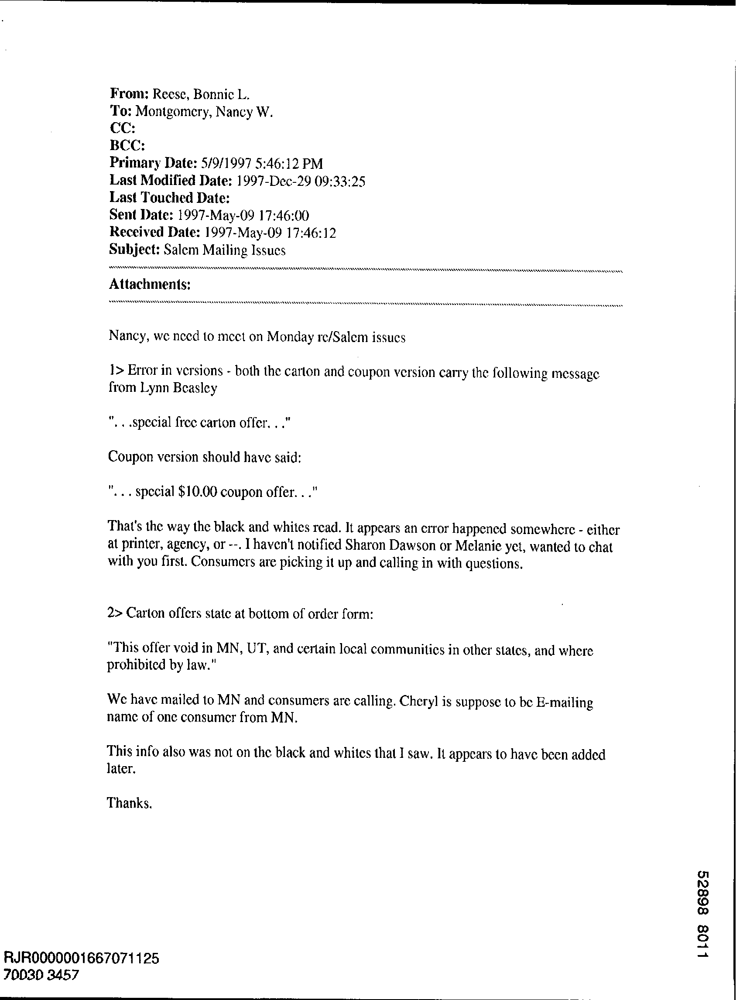 From: Reese, Bonnie L.
To: Montgomery, Nancy W.
CC:
BCC:
Primary Date: 5/9/1997 5:46:12 PM
Last Modified Date: 1997-Dec-29 09:33:25
Last Touched Date:
Sent Date: 1997-May-09 17:46:00
Received Date: 1997-May-09 17:46:12
Subject: Salem Mailing Issues
Attachments:
Nancy, we need to meet on Monday re/Salem issues
1> Error in versions - both the carton and coupon version carry the following message
from Lynn Beasley
". . .special free carton offer. . ."
Coupon version should have said:
". . . special $10.00 coupon offer. . ."
That's the way the black and whites read. It appears an error happened somewhere - either
at printer, agency, or --. I haven't notified Sharon Dawson or Melanie yet, wanted to chat
with you first. Consumers are picking it up and calling in with questions.
2> Carton offers state at bottom of order form:
"This offer void in MN, UT, and certain local communities in other states, and where
prohibited by law."
We have mailed to MN and consumers are calling. Cheryl is suppose to be E-mailing
name of one consumer from MN.
This info also was not on the black and whites that I saw. It appears to have been added
later.
Thanks.
52898 8011
RJR0000001667071125
70030 3457